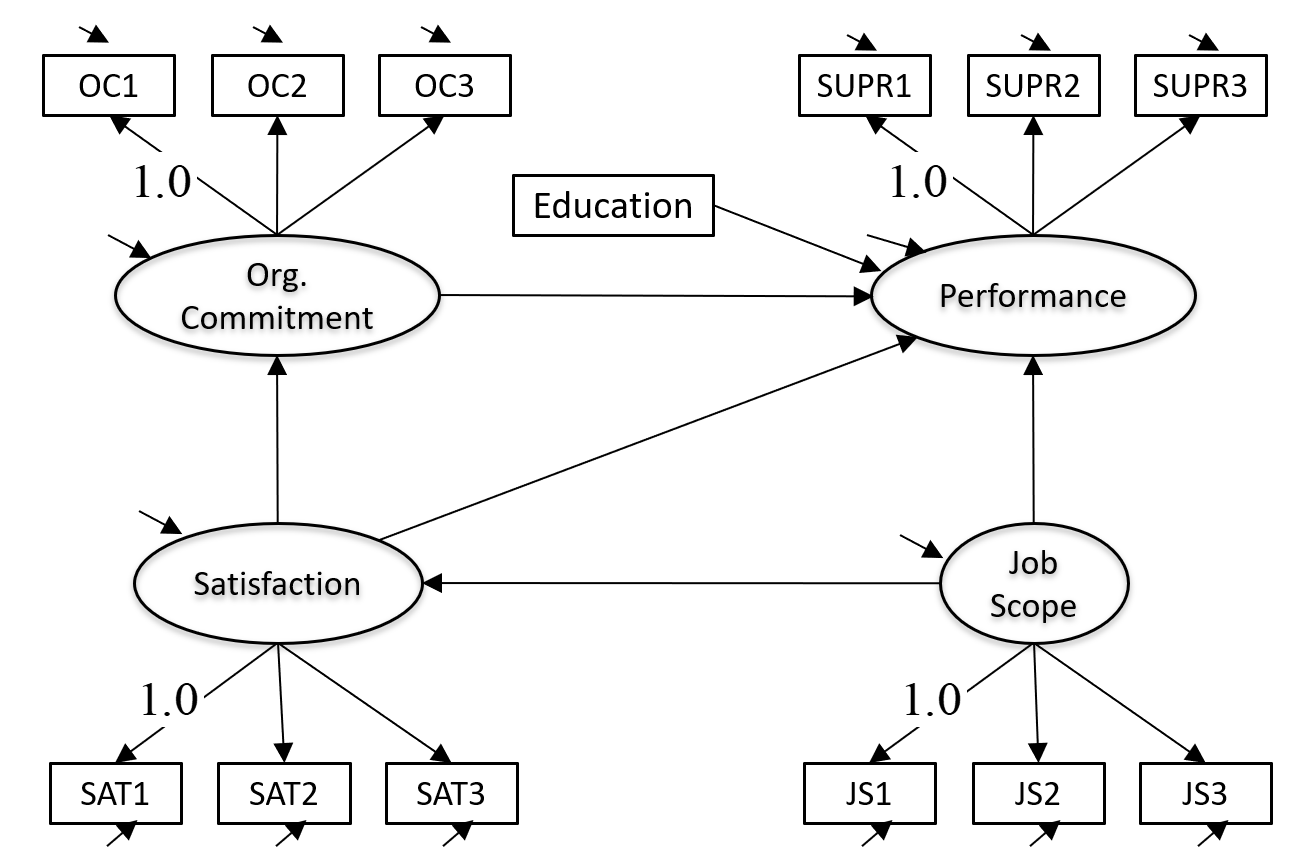 OC1
OC2
OC3
SUPR1
SUPR2
SUPR3
1.0
1.0
Education
Org.
Commitment
Performance
Satisfaction
Job
Scope
1.0
1.0
SAT1
SAT2
SAT3
JS1
JS2
JS3